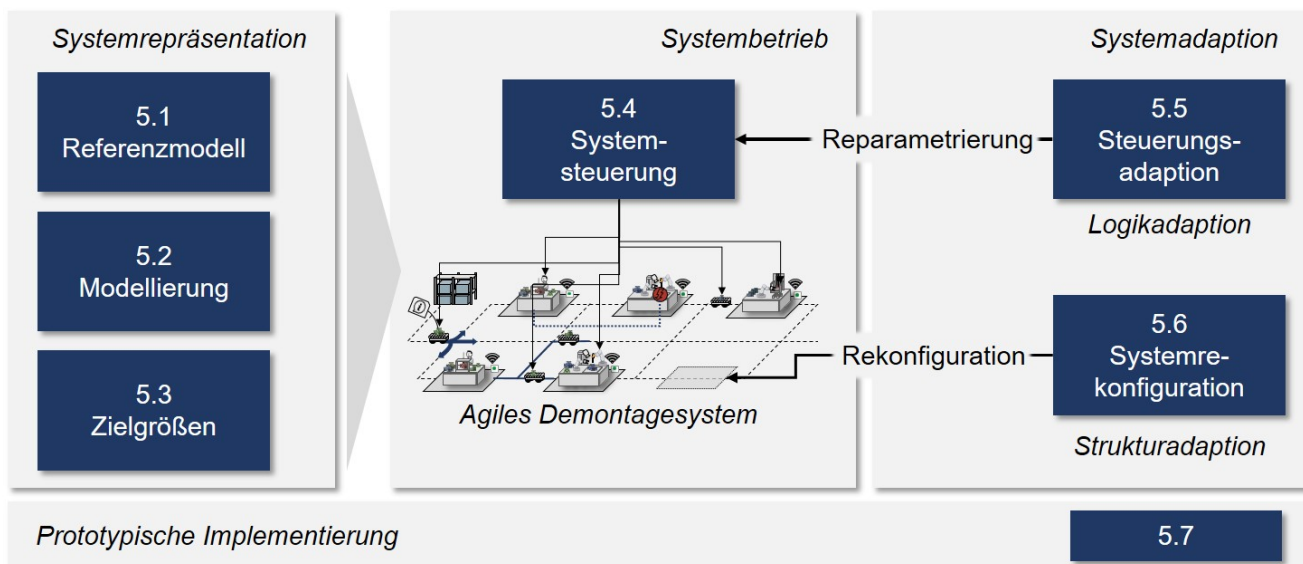 Systemrepräsentation
5.1
Referenzmodell
5.2
Modellierung
5.3
Zielgrößen
Systembetrieb
5.4
System-
steuerung
Agiles Demontagesystem
Systemadaption
Reparametrierung
5.5
Steuerungs-
adaption
Logikadaption
Rekonfiguration
5.6
Systemre-
konfiguration
Strukturadaption
Prototypische Implementierung
5.7